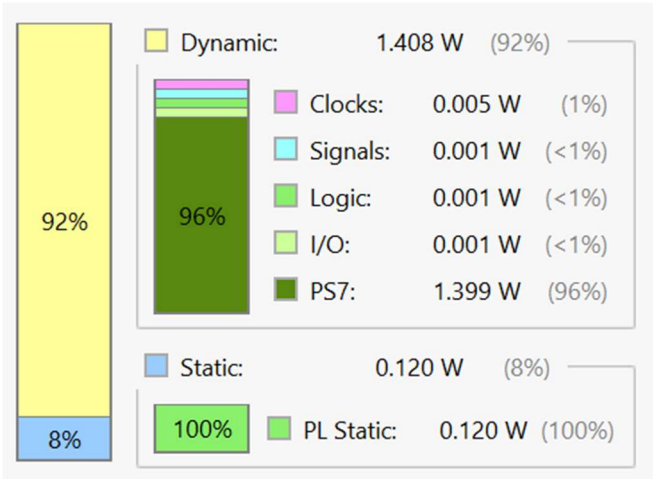 Dynamic: 1.408 W (92%)
Clocks: 0.005 W (1%)
Signals: 0.001 W (<1%)
Logic: 0.001 W (<1%)
I/O: 0.001 W (<1%)
PS7: 1.399 W (96%)
92%
96%
Static: 0.120 W (8%)
8%
100%
PL Static: 0.120 W (100%)